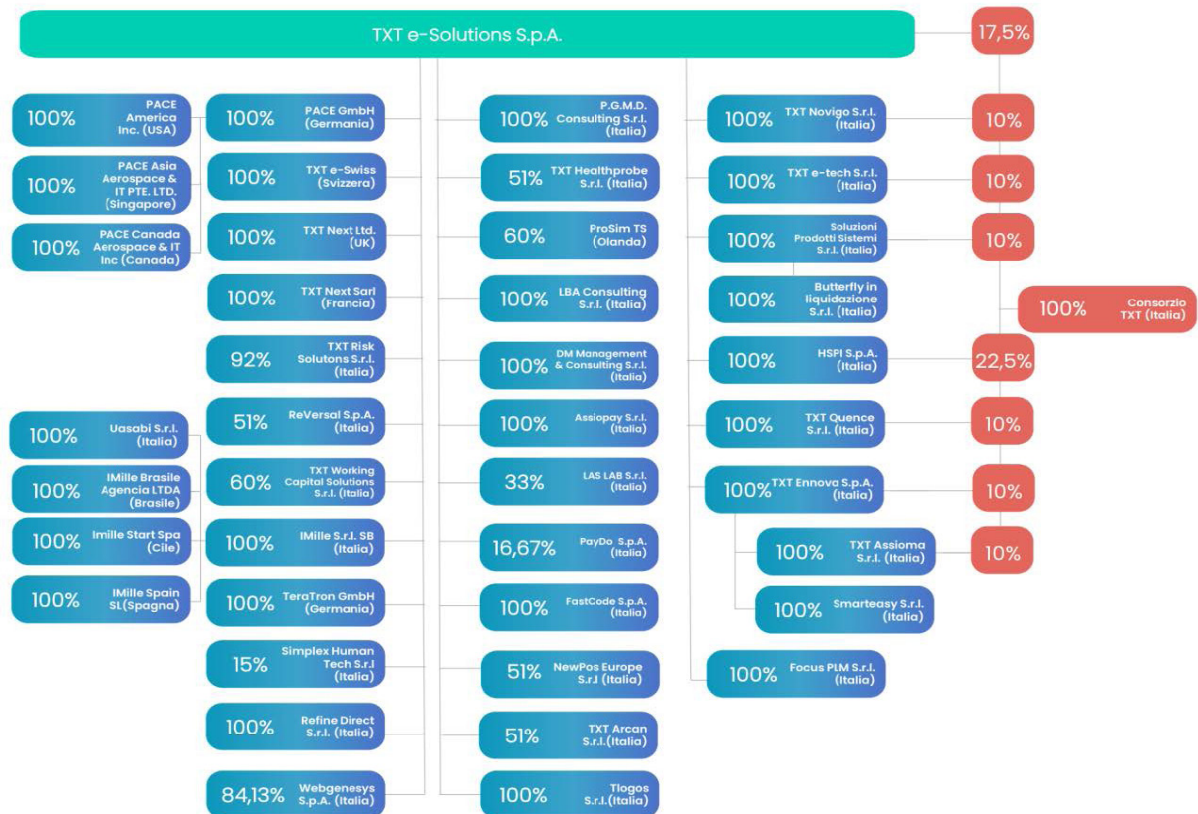 TXT e-Solutions S.p.A.
17,5%
100%
PACE
America
Inc. (USA)
100%
PACE Asia
Aerospace &
IT PTE. LTD.
(Singapore)
100%
PACE Canada
Aerospace & IT
Inc (Canada)
100%
Uasabi S.r.l.
(Italia)
100%
IMille Brasile
Agencia LTDA
(Brasile)
100%
Imille Start Spa
(Cile)
100%
IMille Spain
SL(Spagna)
100%
PACE GmbH
(Germania)
100%
TXT e-Swiss
(Svizzera)
100%
TXT Next Ltd.
(UK)
100%
TXT Next Sarl
(Francia)
92%
TXT Risk
Solutons S.r.l.
(Italia)
51%
ReVersal S.p.A.
(Italia)
60%
TXT Working
Capital Solutions
S.r.l. (Italia)
100%
IMille S.r.l. SB
(Italia)
100%
TeraTron GmbH
(Germania)
15%
Simplex Human
Tech S.r.l
(Italia)
100%
Refine Direct
S.r.l. (Italia)
84,13%
Webgenesys
S.p.A. (Italia)
100%
P.G.M.D.
Consulting S.r.l.
(Italia)
51%
TXT Healthprobe
S.r.l. (Italia)
60%
ProSim TS
(Olanda)
100%
LBA Consulting
S.r.l. (Italia)
100%
DM Management
& Consulting S.r.l.
(Italia)
100%
Assiopay S.r.l.
(Italia)
33%
LAS LAB S.r.l.
(Italia)
16,67%
PayDo S.p.A.
(Italia)
100%
FastCode S.p.A.
(Italia)
51%
NewPos Europe
S.r.l (Italia)
51%
TXT Arcan
S.r.l.(Italia)
100%
Tlogos
S.r.l.(Italia)
100%
TXT Novigo S.r.l.
(Italia)
10%
100%
TXT e-tech S.r.l.
(Italia)
10%
100%
Soluzioni
Prodotti Sistemi
S.r.l. (Italia)
10%
100%
Butterfly in
liquidazione
S.r.l. (Italia)
100%
Consorzio
TXT (Italia)
100%
HSPI S.p.A.
(Italia)
22,5%
100%
TXT Quence
S.r.l. (Italia)
10%
100%
TXT Ennova S.p.A.
(Italia)
10%
100%
TXT Assioma
S.r.l. (Italia)
10%
100%
Smarteasy S.r.l.
(Italia)
100%
Focus PLM S.r.l.
(Italia)